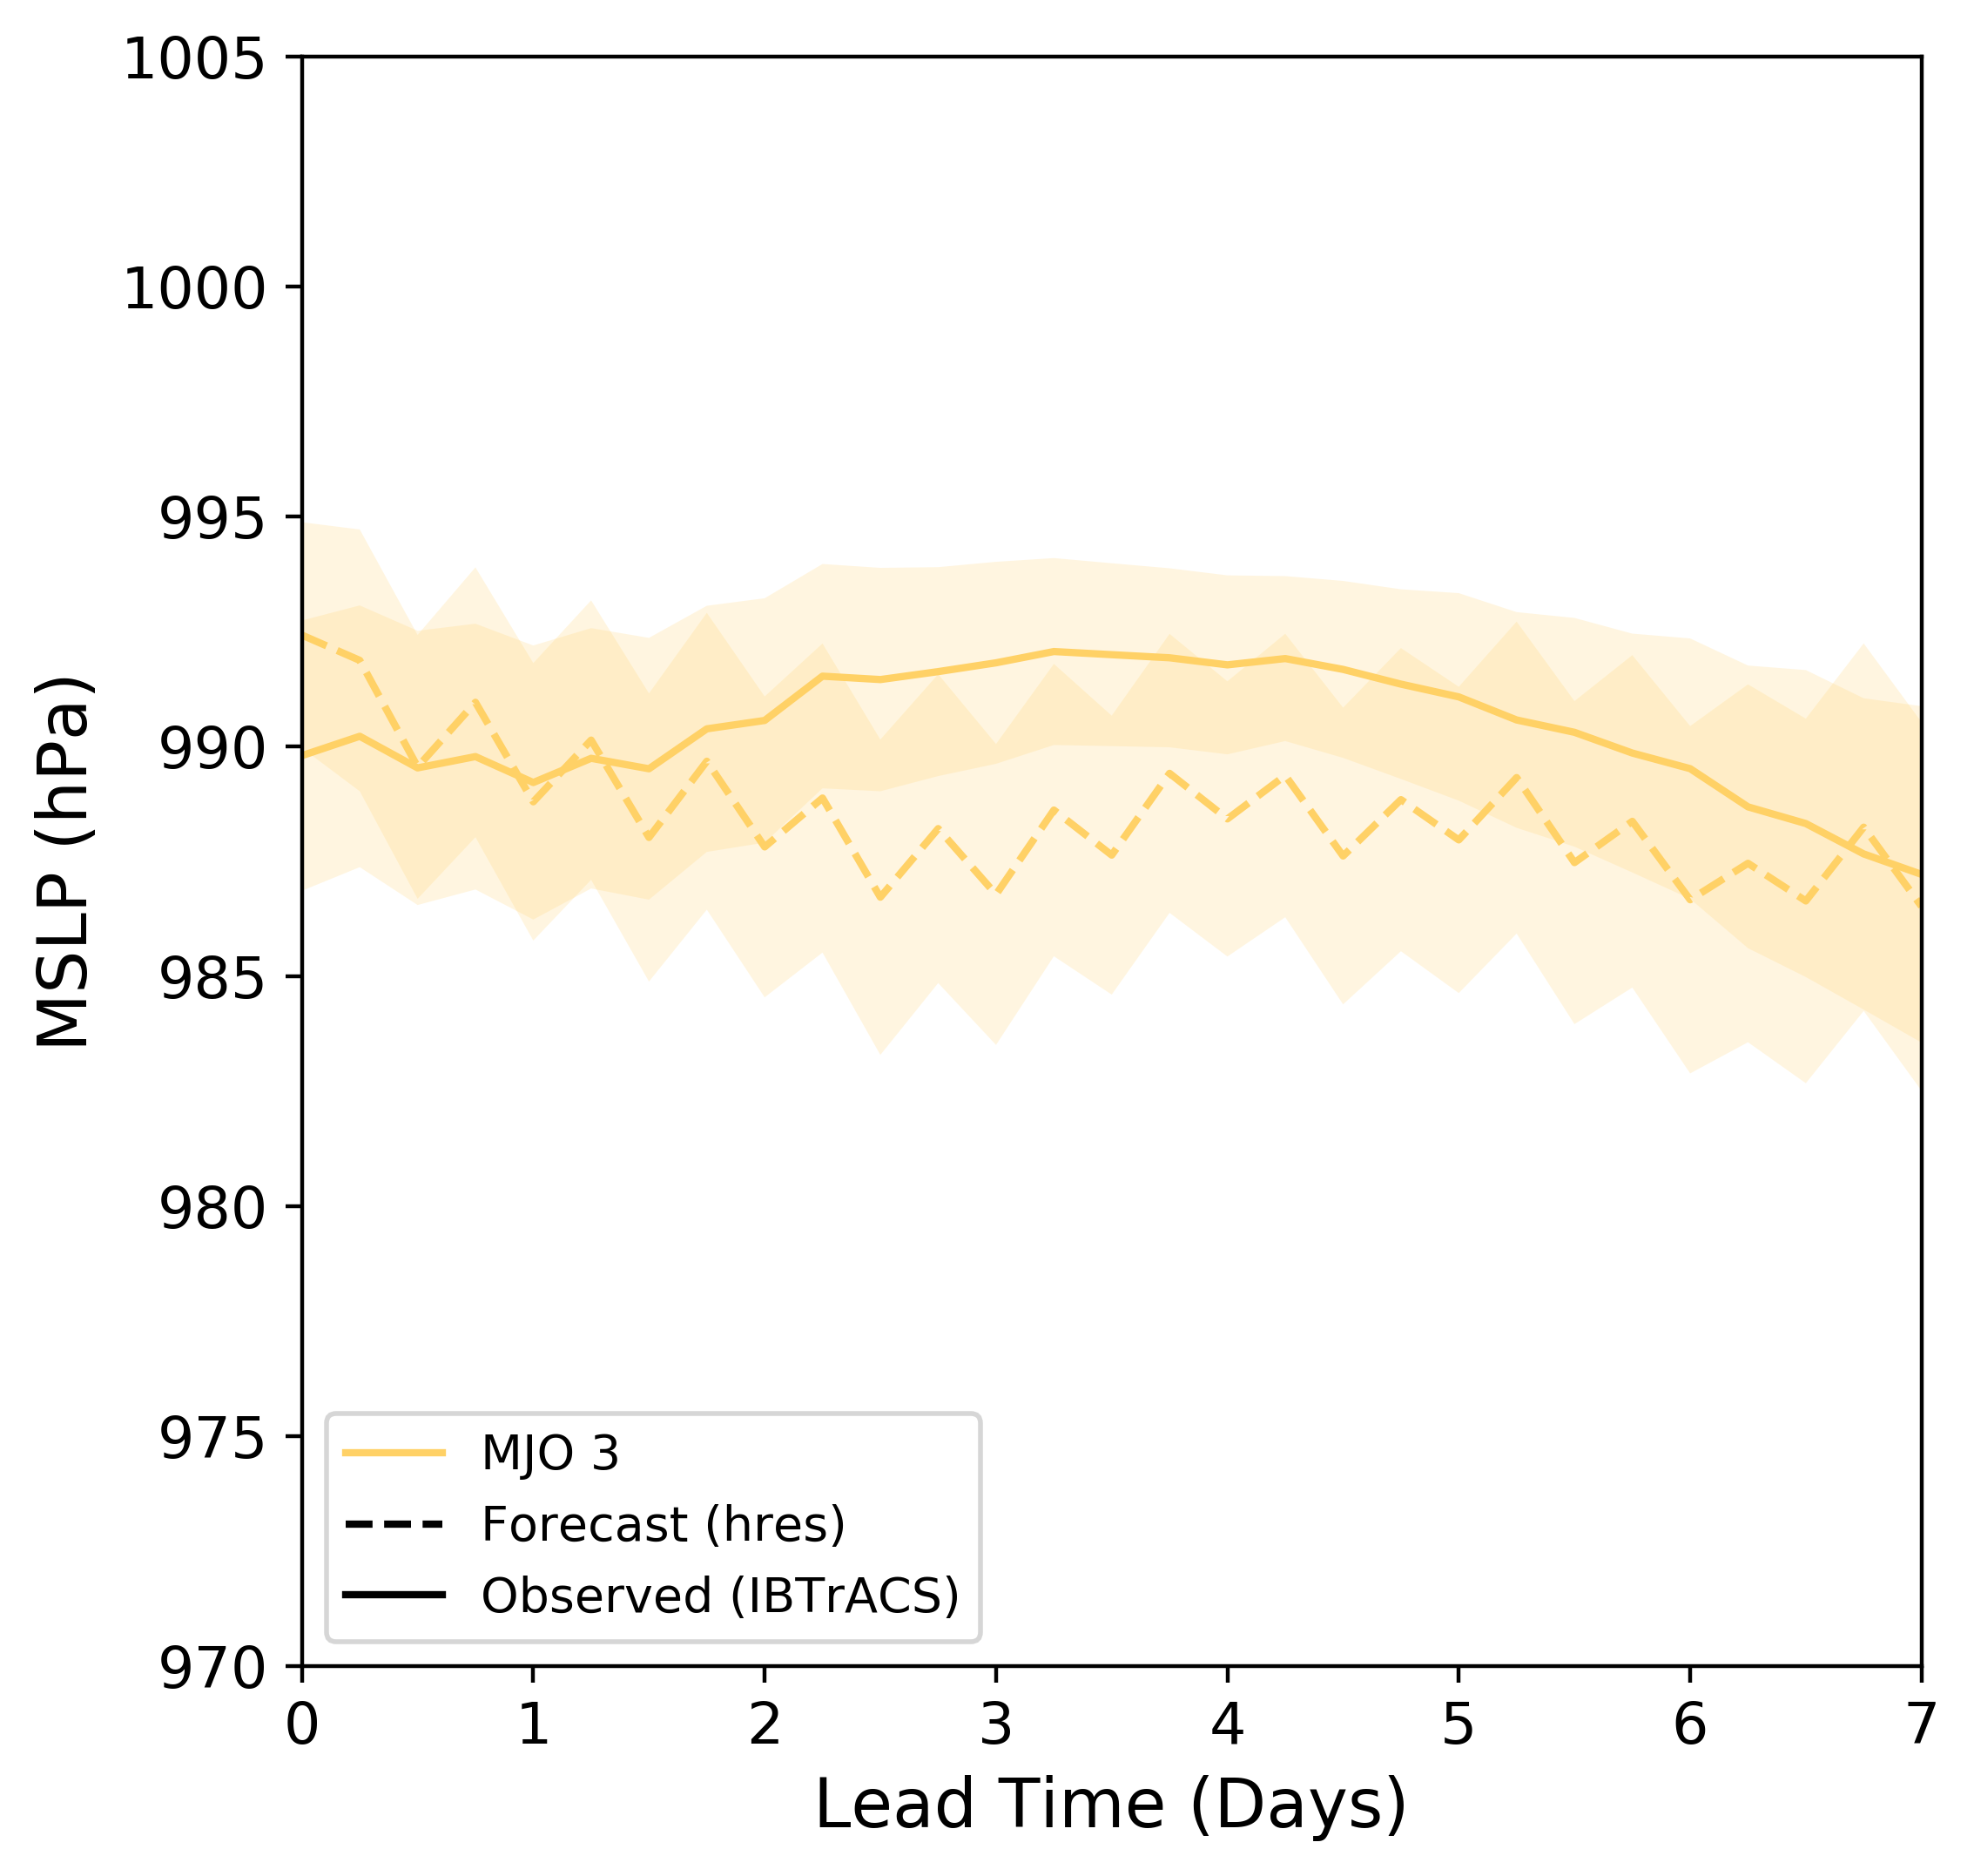 1005
1000
995
990
985
980
975
970
MSLP (hPa)
MJO 3
Forecast (hres)
Observed (IBTrACS)
0 1 2 3 4 5 6 7
Lead Time (Days)